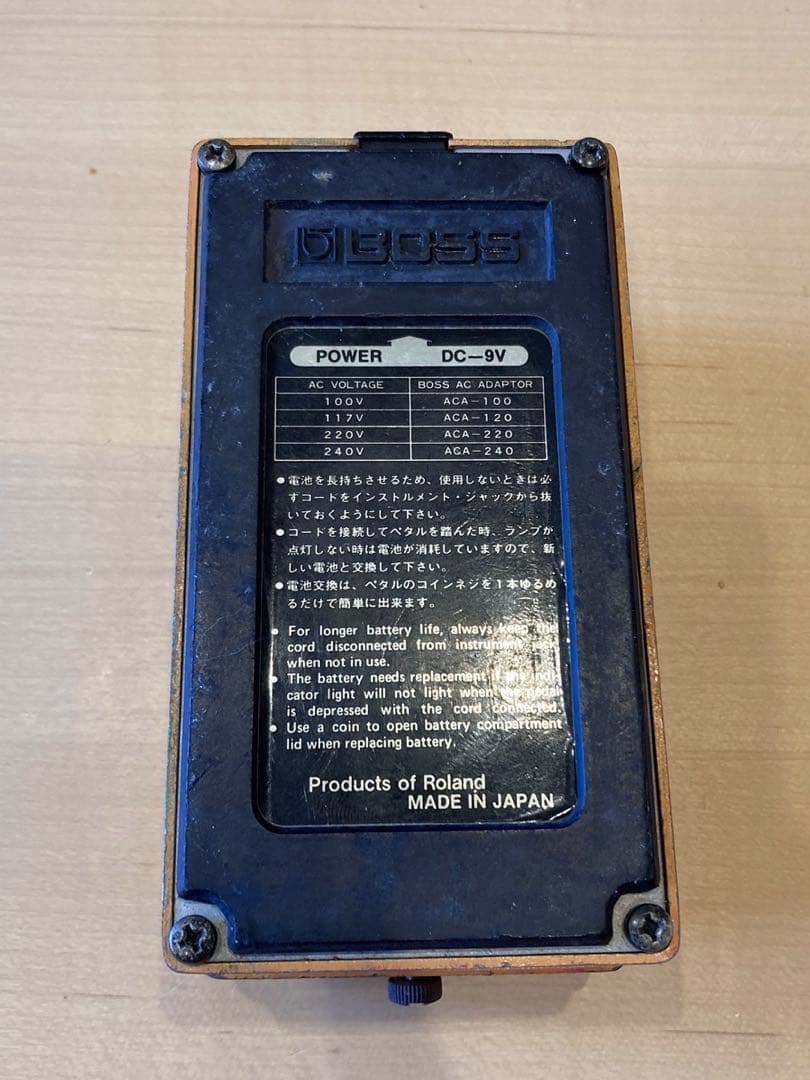 BOSS
POWER DC-9V
AC VOLTAGE BOSS AC ADAPTOR
100V ACA-100
117V ACA-120
220V ACA-220
240V ACA-240
●電池を長持ちさせるため、使用しないときは必
ずコードをインストルメント・ジャックから抜
いておくようにして下さい。
●コードを接続してペタルを踏んだ時、ランプが
点灯しない時は電池が消耗していますので、新
しい電池と交換して下さい。
●電池交換は、ペタルのコインネジを1本ゆるめ
るだけで簡単に出来ます。
● For longer battery life, always keep the
cord disconnected from instrument jack
when not in use.
● The battery needs replacement if the indi-
cator light will not light when the pedal
is depressed with the cord connected.
● Use a coin to open battery compartment
lid when replacing battery.
Products of Roland
MADE IN JAPAN